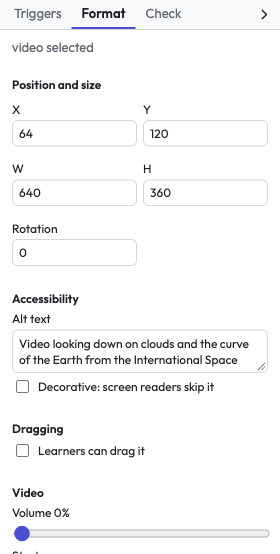 Triggers Format Check
video selected
Position and size
X Y
64 120
W H
640 360
Rotation
0
Accessibility
Alt text
Video looking down on clouds and the curve
of the Earth from the International Space
Decorative: screen readers skip it
Dragging
Learners can drag it
Video
Volume 0%